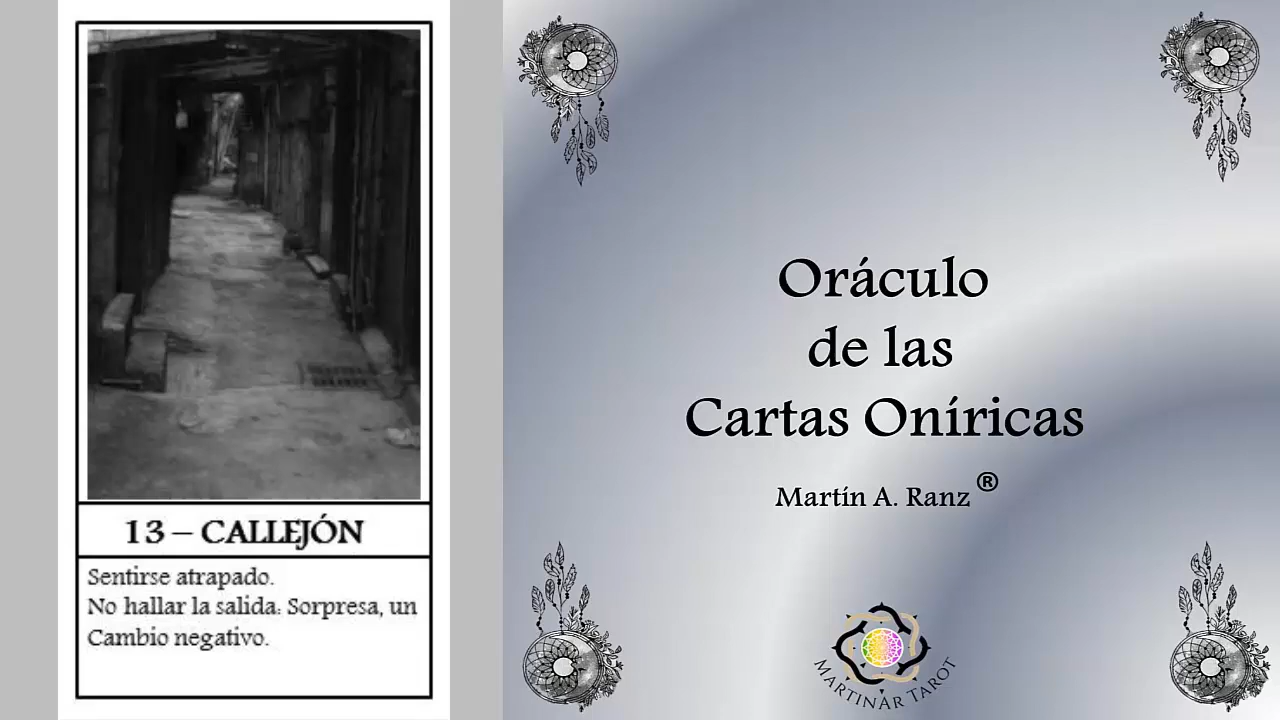 13 – CALLEJÓN
Sentirse atrapado.
No hallar la salida: Sorpresa, un
Cambio negativo.
Oráculo
de las
Cartas Oníricas
Martín A. Ranz ®
MARTINAR TAROT